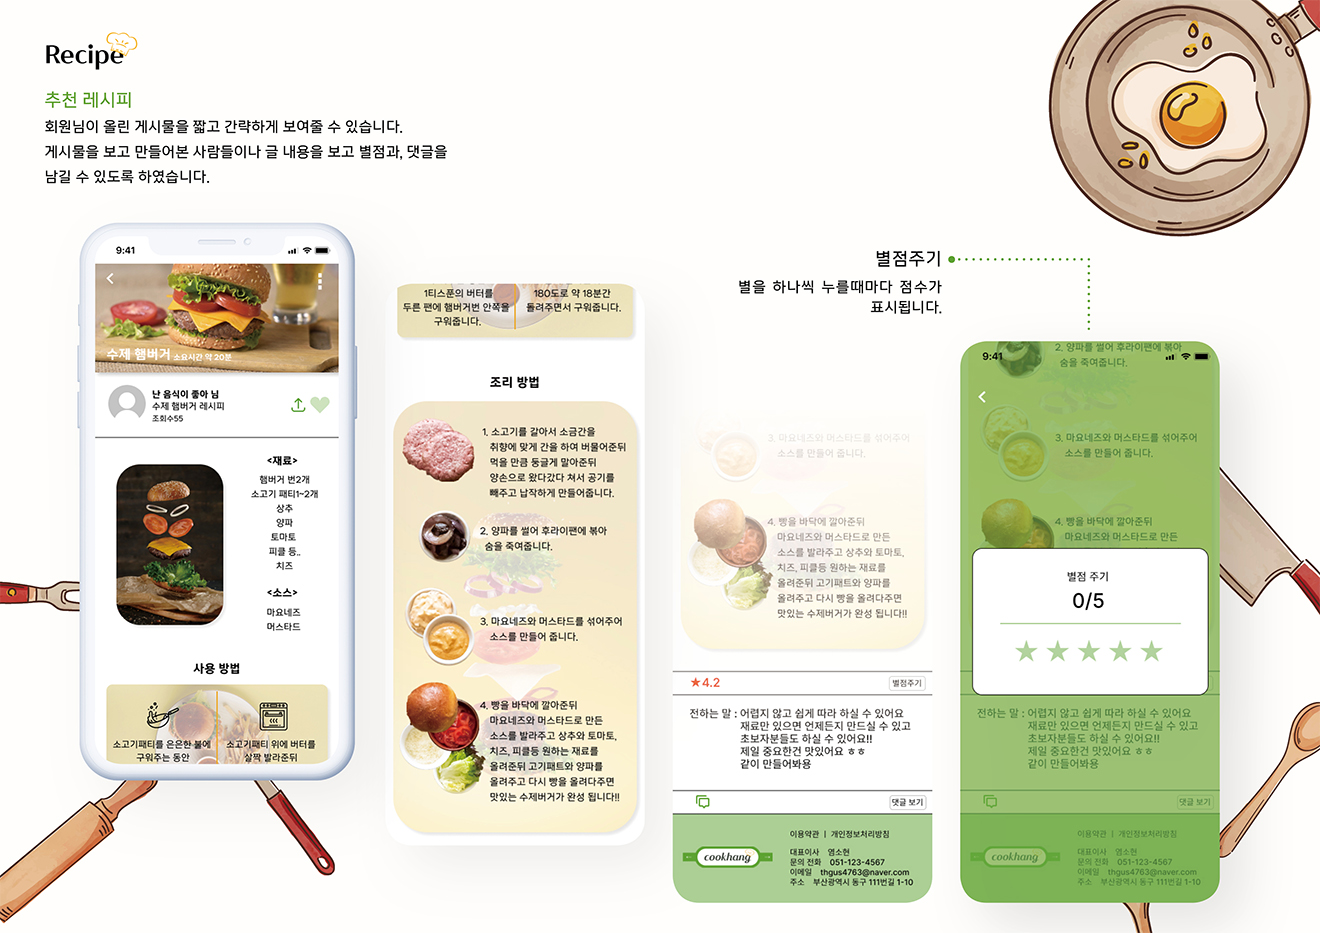 Recipe
추천 레시피
회원님이 올린 게시물을 짧고 간략하게 보여줄 수 있습니다.
게시물을 보고 만들어본 사람들이나 글 내용을 보고 별점과, 댓글을
남길 수 있도록 하였습니다.
9:41
수제 햄버거 소요시간 약 20분
난 음식이 좋아 님
수제 햄버거 레시피
조회수55
<재료>
햄버거 번2개
소고기 패티1~2개
상추
양파
토마토
피클 등..
치즈
<소스>
마요네즈
머스타드
사용 방법
소고기패티를 은은한 불에
구워주는 동안
소고기패티 위에 버터를
살짝 발라준뒤
1티스푼의 버터를
두른 팬에 햄버거번 안쪽을
구워줍니다.
180도로 약 18분간
돌려주면서 구워줍니다.
조리 방법
1. 소고기를 갈아서 소금간을
취향에 맞게 간을 하여 버물어준뒤
먹을 만큼 둥글게 말아준뒤
양손으로 왔다갔다 쳐서 공기를
빼주고 납작하게 만들어줍니다.
2. 양파를 썰어 후라이팬에 볶아
숨을 죽여줍니다.
3. 마요네즈와 머스타드를 섞어주어
소스를 만들어 줍니다.
4. 빵을 바닥에 깔아준뒤
마요네즈와 머스타드로 만든
소스를 발라주고 상추와 토마토,
치즈, 피클등 원하는 재료를
올려준뒤 고기패트와 양파를
올려주고 다시 빵을 올려다주면
맛있는 수제버거가 완성 됩니다!!
3. 마요네즈와 머스타드를 섞어주어
소스를 만들어 줍니다.
4. 빵을 바닥에 깔아준뒤
마요네즈와 머스타드로 만든
소스를 발라주고 상추와 토마토,
치즈, 피클등 원하는 재료를
올려준뒤 고기패트와 양파를
올려주고 다시 빵을 올려다주면
맛있는 수제버거가 완성 됩니다!!
★4.2
별점주기
전하는 말 : 어렵지 않고 쉽게 따라 하실 수 있어요
재료만 있으면 언제든지 만드실 수 있고
초보자분들도 하실 수 있어요!!
제일 중요한건 맛있어요 ㅎㅎ
같이 만들어봐용
댓글 보기
이용약관 | 개인정보처리방침
cookhang
대표이사 염소현
문의 전화 051-123-4567
이메일 thgus4763@naver.com
주소 부산광역시 동구 111번길 1-10
별점주기
별을 하나씩 누를때마다 점수가
표시됩니다.
9:41
2. 양파를 썰어 후라이팬에 볶아
숨을 죽여줍니다.
3. 마요네즈와 머스타드를 섞어주어
소스를 만들어 줍니다.
4. 빵을 바닥에 깔아준뒤
마요네즈와 머스타드로 만든
별점 주기
0/5
전하는 말 : 어렵지 않고 쉽게 따라 하실 수 있어요
재료만 있으면 언제든지 만드실 수 있고
초보자분들도 하실 수 있어요!!
제일 중요한건 맛있어요 ㅎㅎ
같이 만들어봐용
댓글 보기
이용약관 | 개인정보처리방침
cookhang
대표이사 염소현
문의 전화 051-123-4567
이메일 thgus4763@naver.com
주소 부산광역시 동구 111번길 1-10